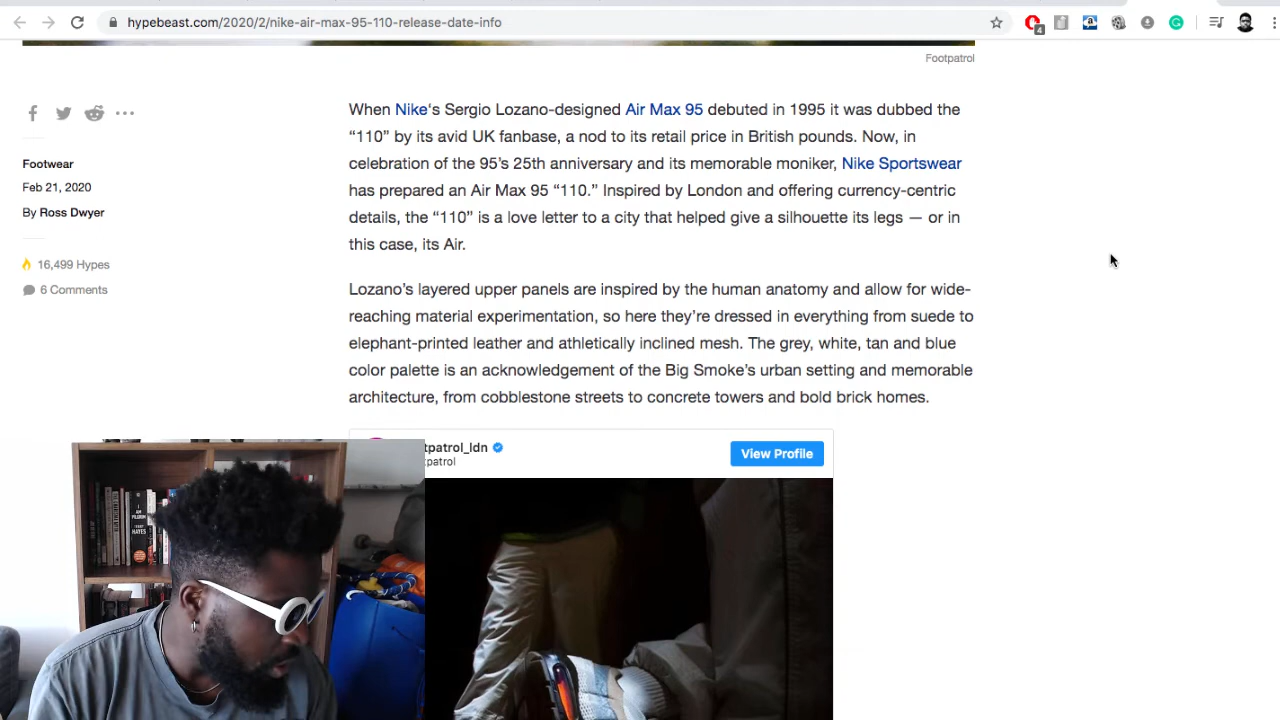 hypebeast.com/2020/2/nike-air-max-95-110-release-date-info
4
Footpatrol
When Nike‘s Sergio Lozano-designed Air Max 95 debuted in 1995 it was dubbed the
“110” by its avid UK fanbase, a nod to its retail price in British pounds. Now, in
celebration of the 95’s 25th anniversary and its memorable moniker, Nike Sportswear
has prepared an Air Max 95 “110.” Inspired by London and offering currency-centric
details, the “110” is a love letter to a city that helped give a silhouette its legs — or in
this case, its Air.
Footwear
Feb 21, 2020
By Ross Dwyer
16,499 Hypes
6 Comments
Lozano’s layered upper panels are inspired by the human anatomy and allow for wide-
reaching material experimentation, so here they’re dressed in everything from suede to
elephant-printed leather and athletically inclined mesh. The grey, white, tan and blue
color palette is an acknowledgement of the Big Smoke’s urban setting and memorable
architecture, from cobblestone streets to concrete towers and bold brick homes.
tpatrol_ldn
patrol
View Profile
I AM
PILGRIM
HAYES